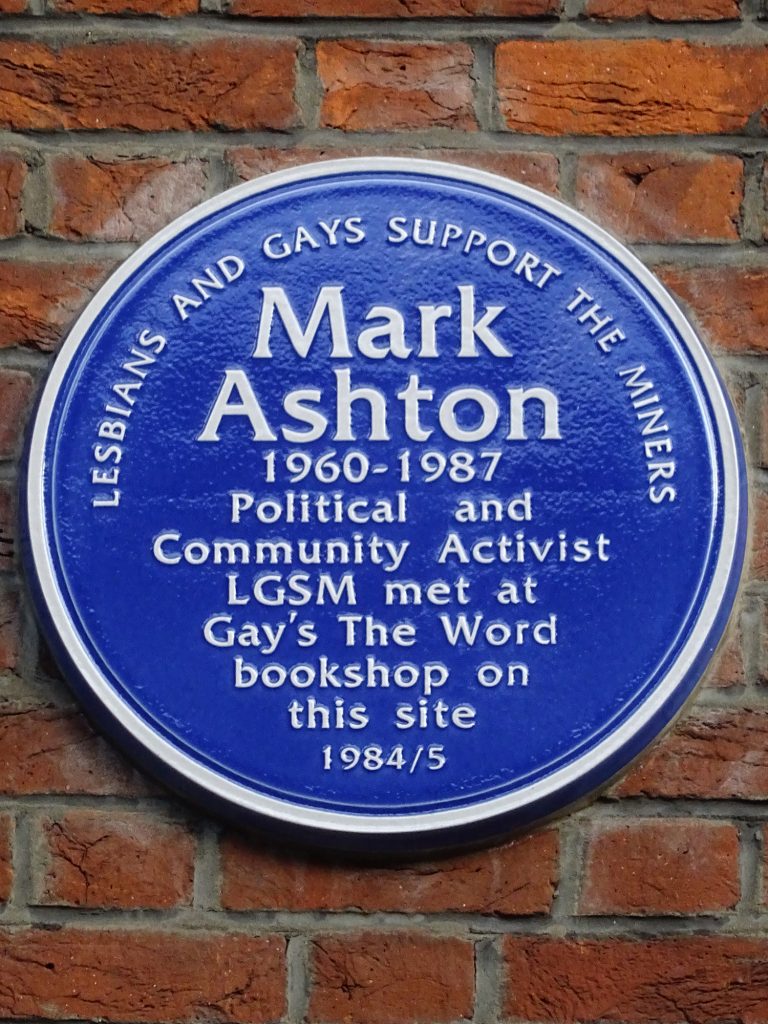 LESBIANS AND GAYS SUPPORT THE MINERS
Mark
Ashton
1960-1987
Political and
Community Activist
LGSM met at
Gay's The Word
bookshop on
this site
1984/5